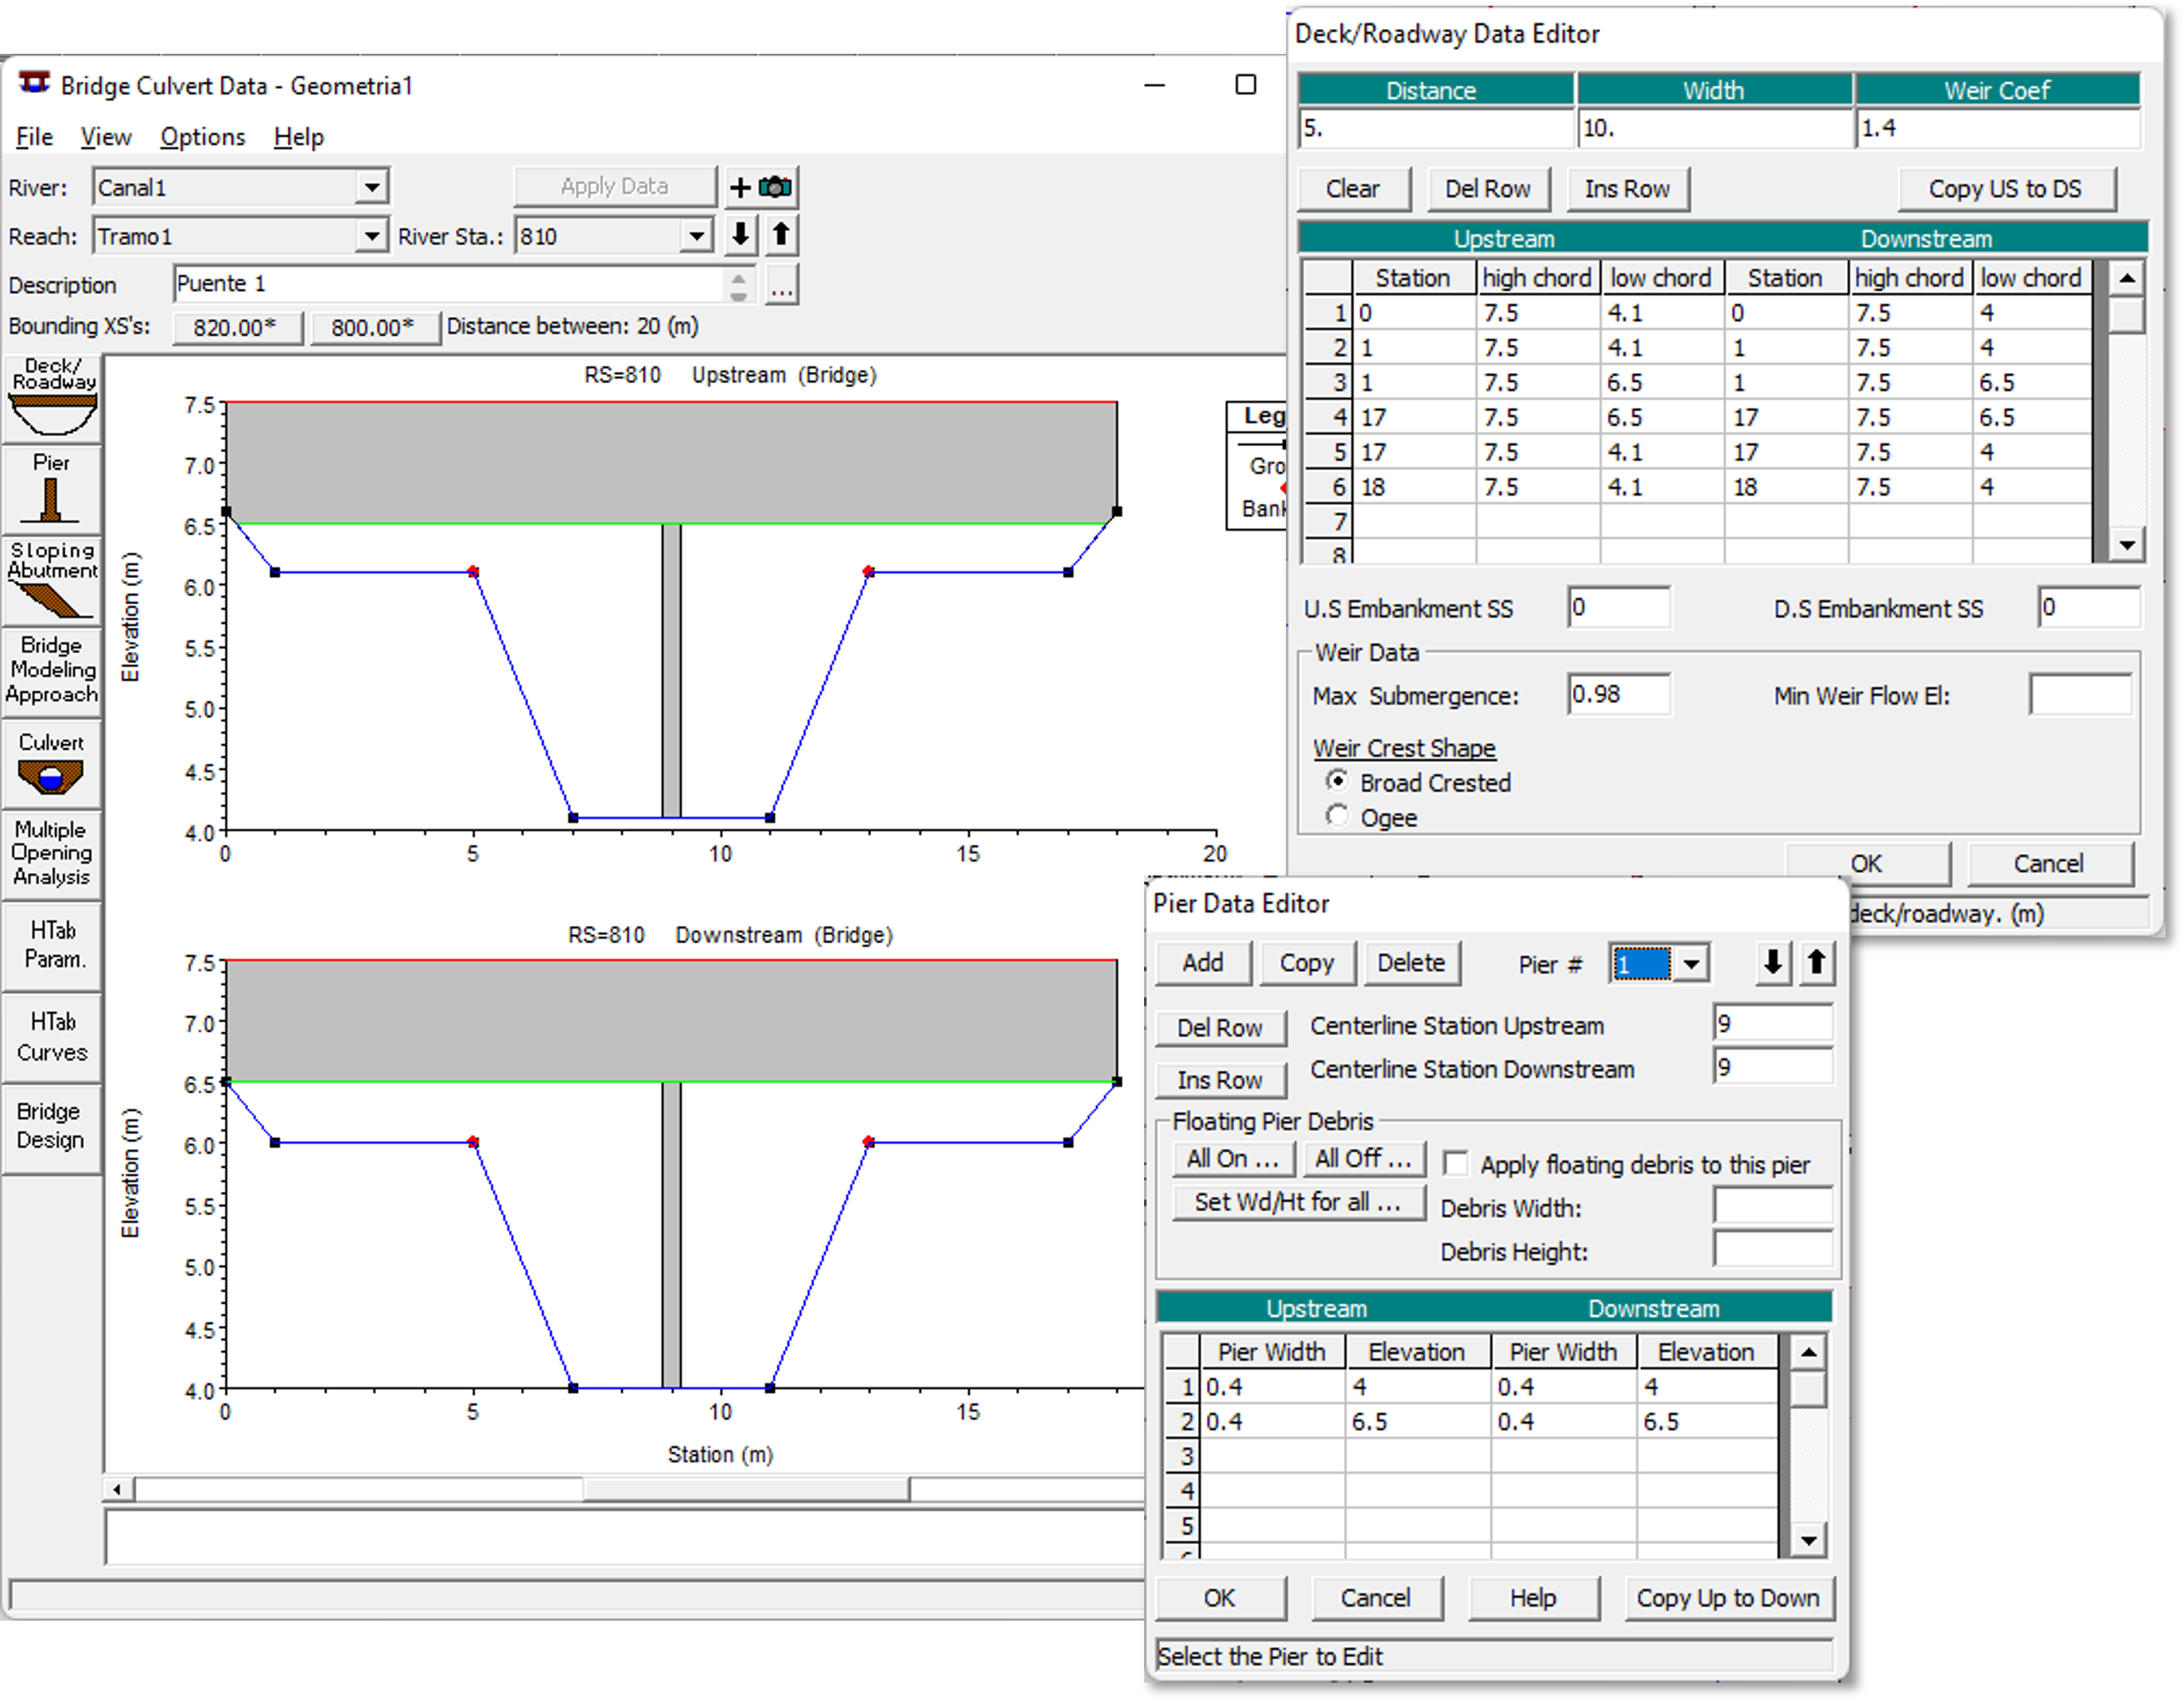 Bridge Culvert Data - Geometria1
File View Options Help
River: Canal1 Apply Data +
Reach: Tramo1 River Sta.: 810
Description Puente 1 ...
Bounding XS's: 820.00* 800.00* Distance between: 20 (m)
Deck/
Roadway
Pier
Sloping
Abutment
Bridge
Modeling
Approach
Culvert
Multiple
Opening
Analysis
HTab
Param.
HTab
Curves
Bridge
Design
RS=810 Upstream (Bridge)
Elevation (m)
7.5
7.0
6.5
6.0
5.5
5.0
4.5
4.0
0 5 10 15 20
Leg
Gro
Bank
RS=810 Downstream (Bridge)
Elevation (m)
7.5
7.0
6.5
6.0
5.5
5.0
4.5
4.0
0 5 10 15
Station (m)
Deck/Roadway Data Editor
Distance Width Weir Coef
5. 10. 1.4
Clear Del Row Ins Row Copy US to DS
Upstream Downstream
Station high chord low chord Station high chord low chord
1 0 7.5 4.1 0 7.5 4
2 1 7.5 4.1 1 7.5 4
3 1 7.5 6.5 1 7.5 6.5
4 17 7.5 6.5 17 7.5 6.5
5 17 7.5 4.1 17 7.5 4
6 18 7.5 4.1 18 7.5 4
7
8
U.S Embankment SS 0 D.S Embankment SS 0
Weir Data
Max Submergence: 0.98 Min Weir Flow El:
Weir Crest Shape
Broad Crested
Ogee
OK Cancel
deck/roadway. (m)
Pier Data Editor
Add Copy Delete Pier # 1
Del Row Centerline Station Upstream 9
Ins Row Centerline Station Downstream 9
Floating Pier Debris
All On ... All Off ... Apply floating debris to this pier
Set Wd/Ht for all ... Debris Width:
Debris Height:
Upstream Downstream
Pier Width Elevation Pier Width Elevation
1 0.4 4 0.4 4
2 0.4 6.5 0.4 6.5
3
4
5
OK Cancel Help Copy Up to Down
Select the Pier to Edit